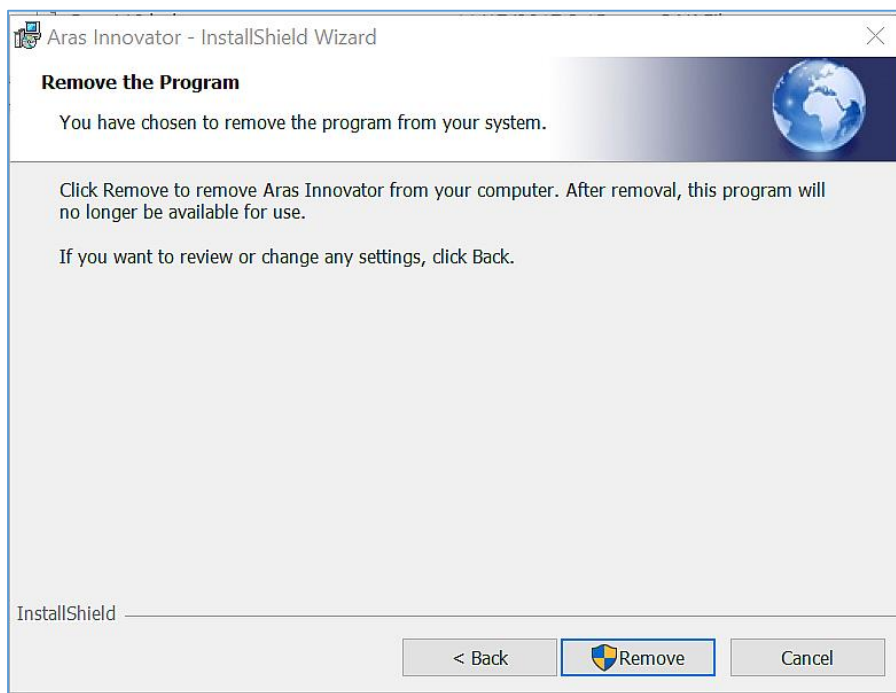 Aras Innovator - InstallShield Wizard
Remove the Program
You have chosen to remove the program from your system.
Click Remove to remove Aras Innovator from your computer. After removal, this program will
no longer be available for use.
If you want to review or change any settings, click Back.
InstallShield
< Back
Remove
Cancel